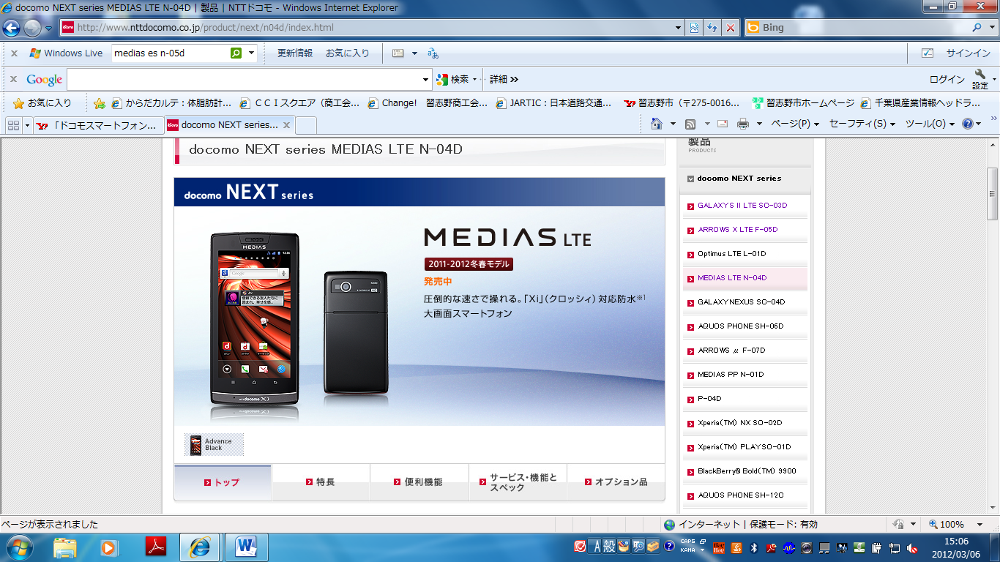 docomo NEXT series MEDIAS LTE N-04D | 製品 | NTTドコモ - Windows Internet Explorer
http://www.nttdocomo.co.jp/product/next/n04d/index.html
Bing
Windows Live
medias es n-05d
更新情報
お気に入り
サインイン
Google
検索
詳細 >>
ログイン
設定
お気に入り
からだカルテ：体脂肪計...
ＣＣＩスクエア（商工会...
Change! 習志野商工会...
JARTIC：日本道路交通...
習志野市（〒275-0016...
習志野市ホームページ
千葉県産業情報ヘッドラ...
「ドコモスマートフォン...
docomo NEXT series...
ページ(P)
セーフティ(S)
ツール(O)
docomo NEXT series MEDIAS LTE N-04D
docomo NEXT series
MEDIAS
MEDIAS LTE
2011-2012冬春モデル
発売中
圧倒的な速さで操れる。「Xi」（クロッシィ）対応防水※1
大画面スマートフォン
NTT docomo Xi
Advance
Black
トップ
特長
便利機能
サービス・機能と
スペック
オプション品
製品
PRODUCTS
docomo NEXT series
GALAXY S II LTE SC-03D
ARROWS X LTE F-05D
Optimus LTE L-01D
MEDIAS LTE N-04D
GALAXY NEXUS SC-04D
AQUOS PHONE SH-06D
ARROWS μ F-07D
MEDIAS PP N-01D
P-04D
Xperia(TM) NX SO-02D
Xperia(TM) PLAY SO-01D
BlackBerry® Bold(TM) 9900
AQUOS PHONE SH-12C
ページが表示されました
インターネット | 保護モード: 有効
100%
A 般
CAPS
KANA
15:06
2012/03/06